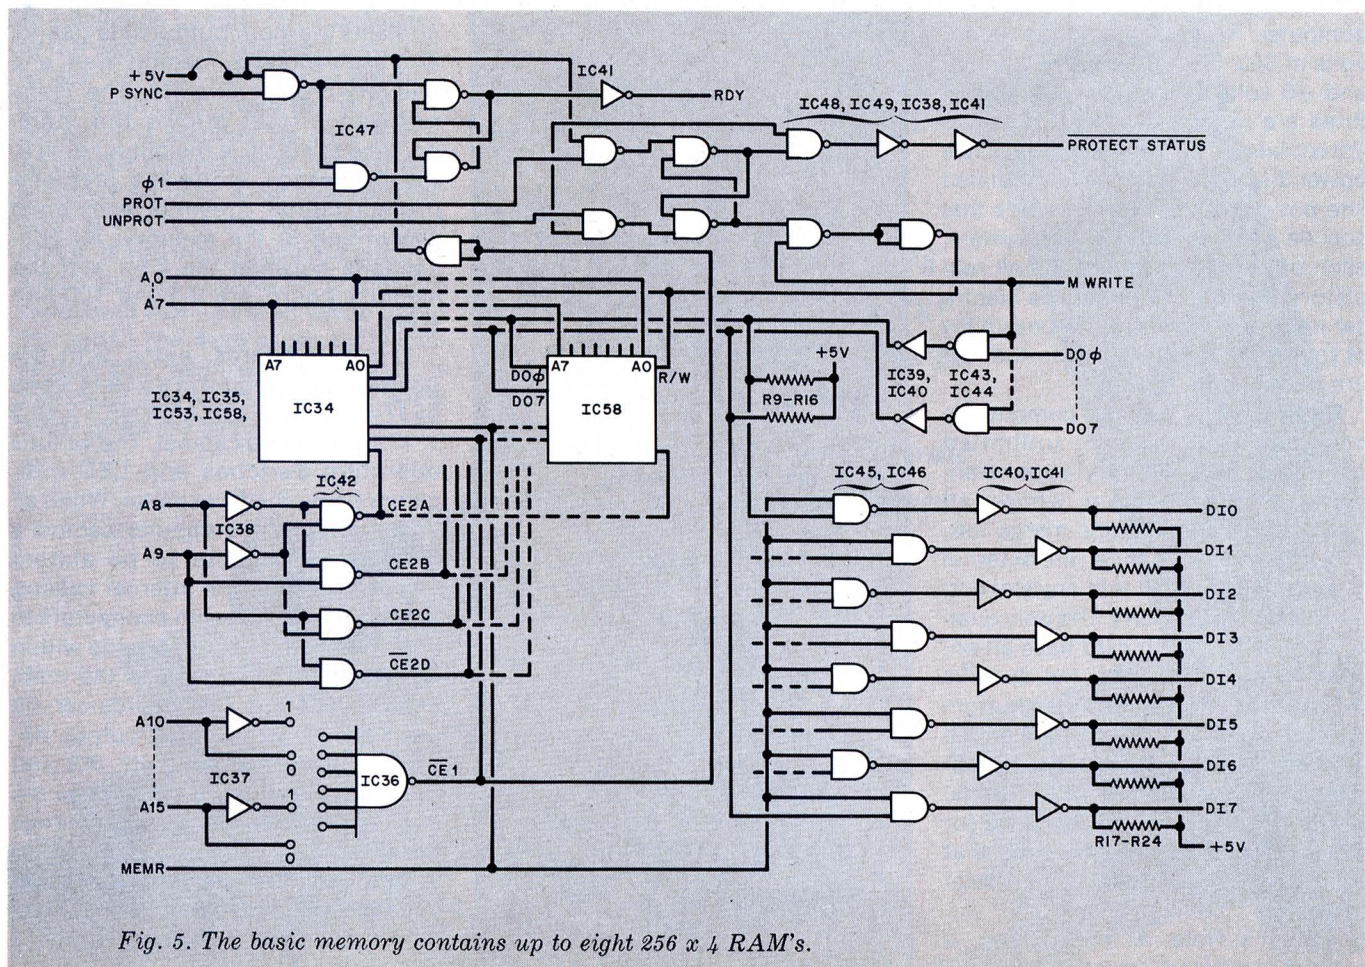 +5V
P SYNC
IC41
RDY
IC47
IC48, IC49, IC38, IC41
PROTECT STATUS
ϕ1
PROT
UNPROT
A0
A7
M WRITE
A7 A0
IC34
IC34, IC35,
IC53, IC58,
DOϕ
DO7
A7 A0
R/W
IC58
+5V
R9-R16
IC39,
IC40
IC43,
IC44
DOϕ
DO7
A8
IC38
A9
IC42
CE2A
CE2B
CE2C
CE2D
IC45, IC46
IC40, IC41
DI0
DI1
DI2
DI3
DI4
DI5
DI6
DI7
R17-R24
+5V
A10
1
0
IC37
A15
1
0
IC36
CE1
MEMR
Fig. 5. The basic memory contains up to eight 256 x 4 RAM's.